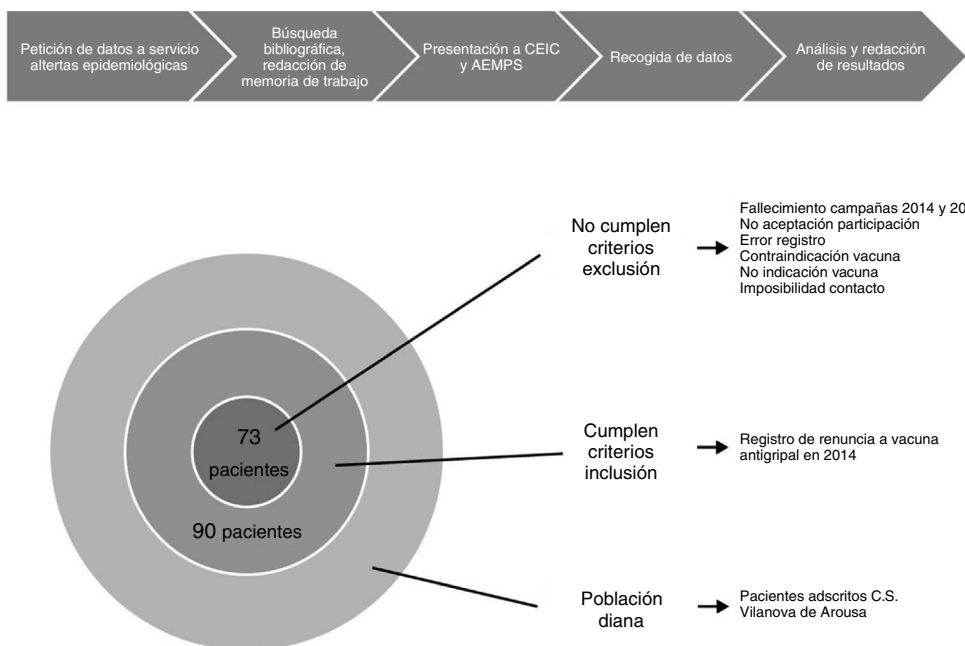 Petición de datos a servicio
altertas epidemiológicas
Búsqueda
bibliográfica,
redacción de
memoria de trabajo
Presentación a CEIC
y AEMPS
Recogida de datos
Análisis y redacción
de resultados
No cumplen
criterios
exclusión
Fallecimiento campañas 2014 y 20
No aceptación participación
Error registro
Contraindicación vacuna
No indicación vacuna
Imposibilidad contacto
73
pacientes
Cumplen
criterios
inclusión
Registro de renuncia a vacuna
antigripal en 2014
90 pacientes
Población
diana
Pacientes adscritos C.S.
Vilanova de Arousa